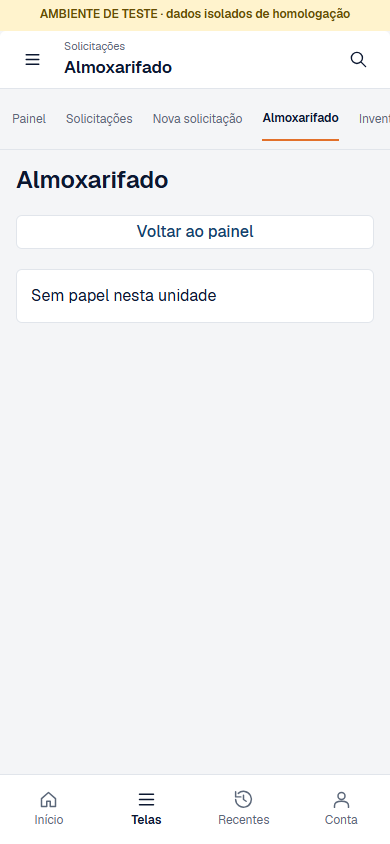 AMBIENTE DE TESTE · dados isolados de homologação
Solicitações
Almoxarifado
Painel Solicitações Nova solicitação Almoxarifado Inven
Almoxarifado
Voltar ao painel
Sem papel nesta unidade
Início Telas Recentes Conta